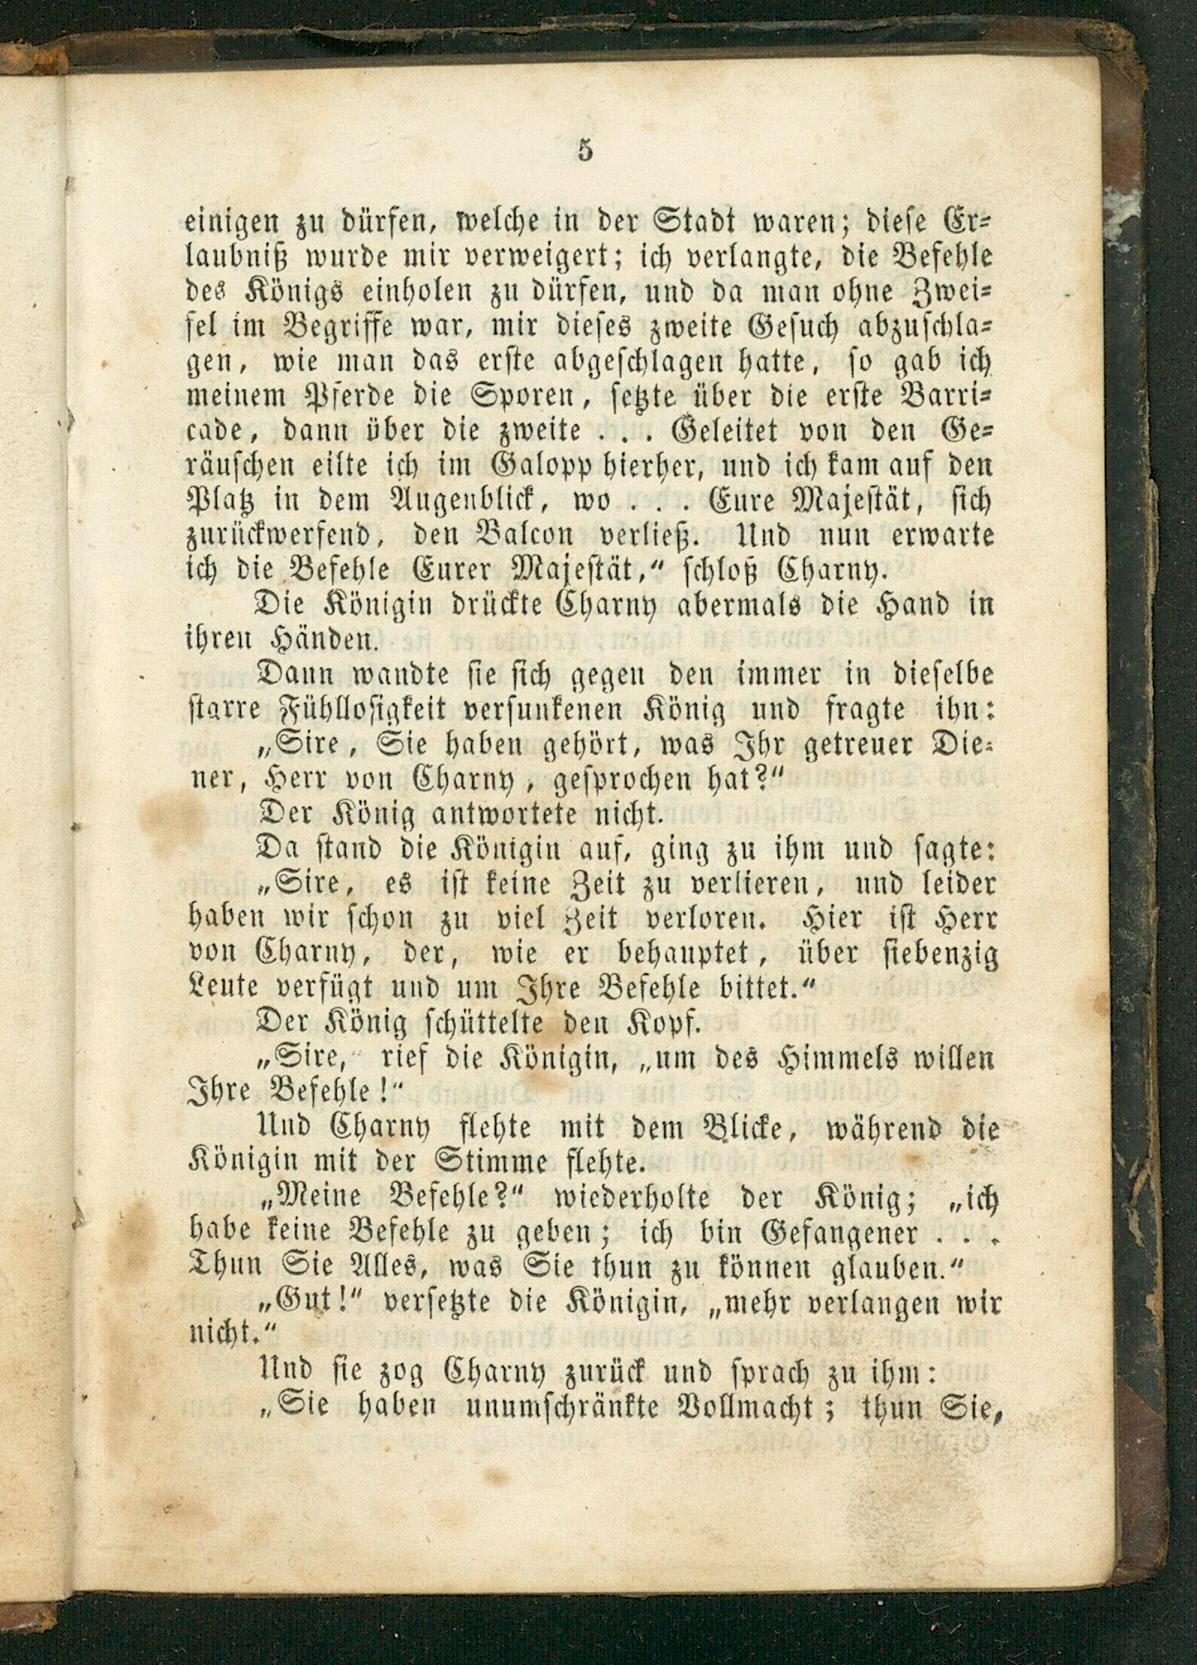 5
einigen zu dürfen, welche in der Stadt waren; diese Er-
laubniß wurde mir verweigert; ich verlangte, die Befehle
des Königs einholen zu dürfen, und da man ohne Zwei-
fel im Begriffe war, mir dieses zweite Gesuch abzuschla-
gen, wie man das erste abgeschlagen hatte, so gab ich
meinem Pferde die Sporen, setzte über die erste Barri-
cade, dann über die zweite . . . Geleitet von den Ge-
räuschen eilte ich im Galopp hierher, und ich kam auf den
Platz in dem Augenblick, wo . . . Eure Majestät, sich
zurückwerfend, den Balcon verließ. Und nun erwarte
ich die Befehle Eurer Majestät,“ schloß Charny.
Die Königin drückte Charny abermals die Hand in
ihren Händen.
Dann wandte sie sich gegen den immer in dieselbe
starre Fühllosigkeit versunkenen König und fragte ihn:
„Sire, Sie haben gehört, was Ihr getreuer Die-
ner, Herr von Charny, gesprochen hat?“
Der König antwortete nicht.
Da stand die Königin auf, ging zu ihm und sagte:
„Sire, es ist keine Zeit zu verlieren, und leider
haben wir schon zu viel Zeit verloren. Hier ist Herr
von Charny, der, wie er behauptet, über siebenzig
Leute verfügt und um Ihre Befehle bittet.“
Der König schüttelte den Kopf.
„Sire,“ rief die Königin, „um des Himmels willen
Ihre Befehle!“
Und Charny flehte mit dem Blicke, während die
Königin mit der Stimme flehte.
„Meine Befehle?“ wiederholte der König; „ich
habe keine Befehle zu geben; ich bin Gefangener . . .
Thun Sie Alles, was Sie thun zu können glauben.“
„Gut!“ versetzte die Königin, „mehr verlangen wir
nicht.“
Und sie zog Charny zurück und sprach zu ihm:
„Sie haben unumschränkte Vollmacht; thun Sie,